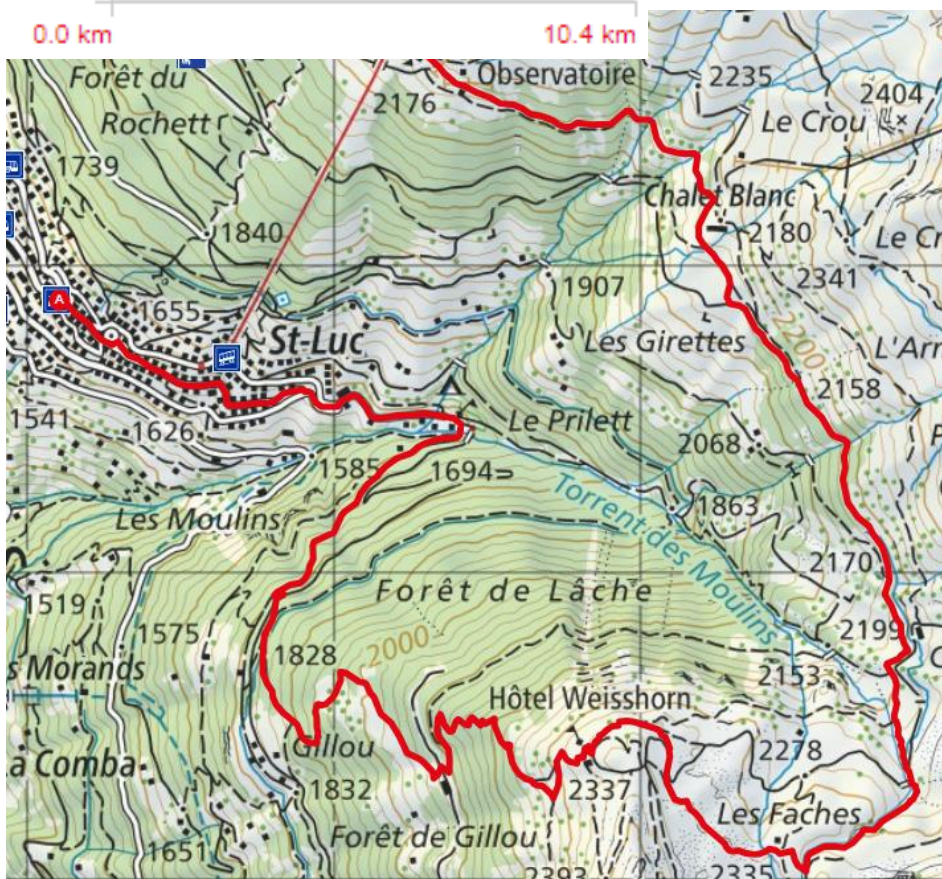 0.0 km
10.4 km
Forêt du
Rochett
2176
Observatoire
2235
2404
Le Crou
1739
Chalet Blanc
1840
2180
1907
2341
1655
St-Luc
Les Girettes
2200
2158
1541
1626
Le Prilett
2068
1585
1694
Les Moulins
Torrent des Moulins
1863
2170
1519
Forêt de Lâche
1575
2199
1828
2000
2153
Morands
Hôtel Weisshorn
Gillou
2278
a Comba
1832
2337
Les Faches
Forêt de Gillou
1651
2393
2335
A